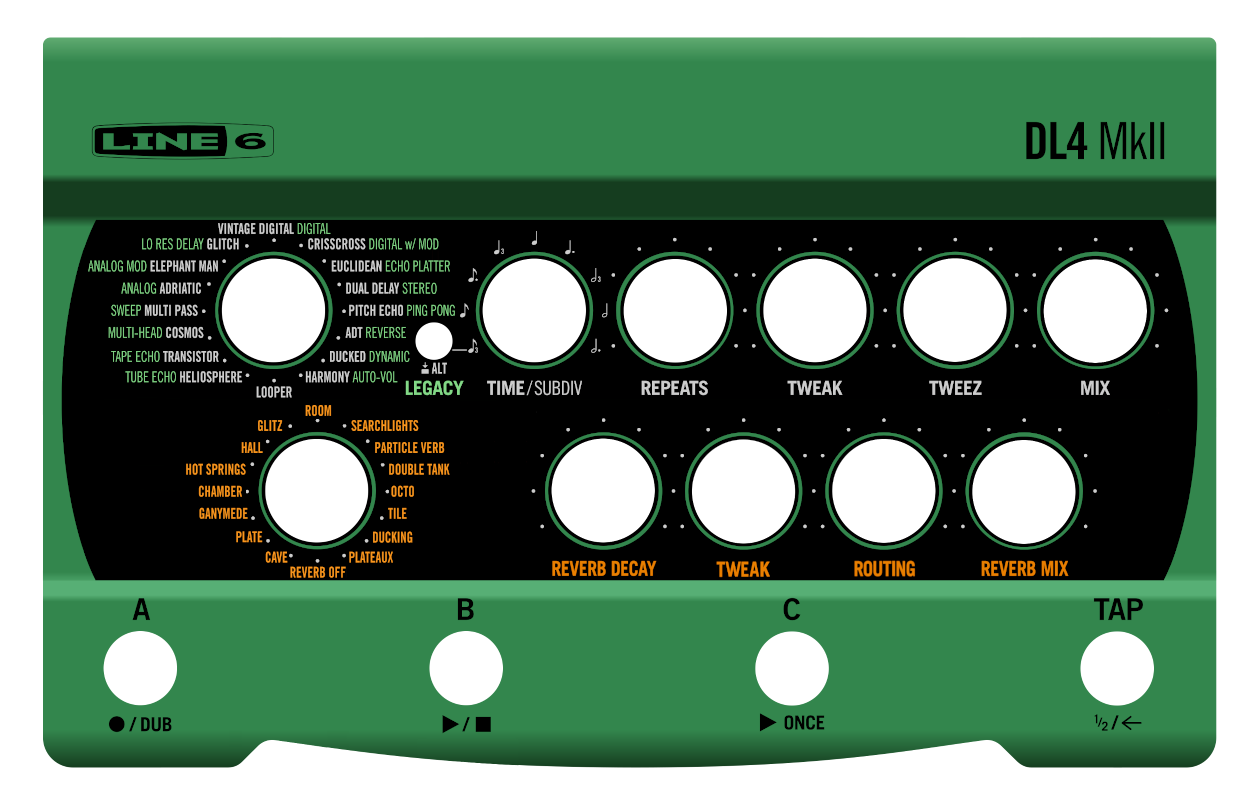 LINE 6
DL4 MkII
VINTAGE DIGITAL DIGITAL
LO RES DELAY GLITCH
CRISSCROSS DIGITAL w/ MOD
ANALOG MOD ELEPHANT MAN
EUCLIDEAN ECHO PLATTER
ANALOG ADRIATIC
DUAL DELAY STEREO
SWEEP MULTI PASS
PITCH ECHO PING PONG
MULTI-HEAD COSMOS
ADT REVERSE
TAPE ECHO TRANSISTOR
DUCKED DYNAMIC
TUBE ECHO HELIOSPHERE
HARMONY AUTO-VOL
LOOPER
ALT
LEGACY
3
3
3
TIME/SUBDIV
REPEATS
TWEAK
TWEEZ
MIX
ROOM
GLITZ
SEARCHLIGHTS
HALL
PARTICLE VERB
HOT SPRINGS
DOUBLE TANK
CHAMBER
OCTO
GANYMEDE
TILE
PLATE
DUCKING
CAVE
PLATEAUX
REVERB OFF
REVERB DECAY
TWEAK
ROUTING
REVERB MIX
A
B
C
TAP
● / DUB
▶ / ■
▶ ONCE
1/2 / ←